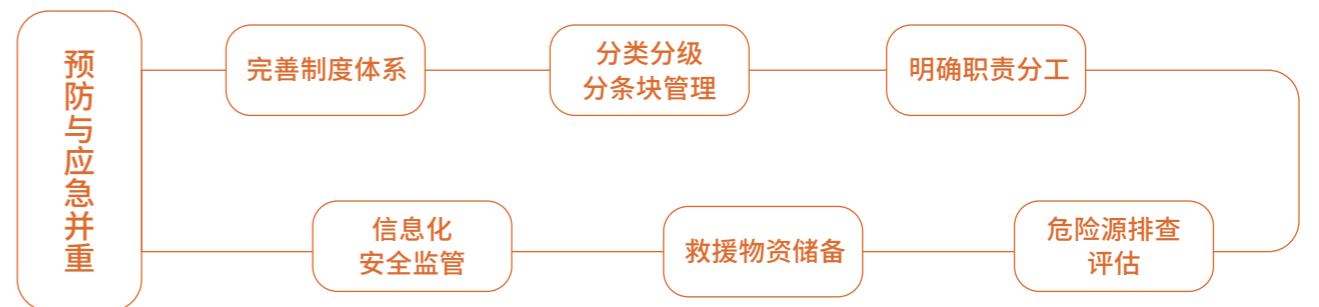 预防与应急并重
完善制度体系
分类分级
分条块管理
明确职责分工
危险源排查
评估
救援物资储备
信息化
安全监管